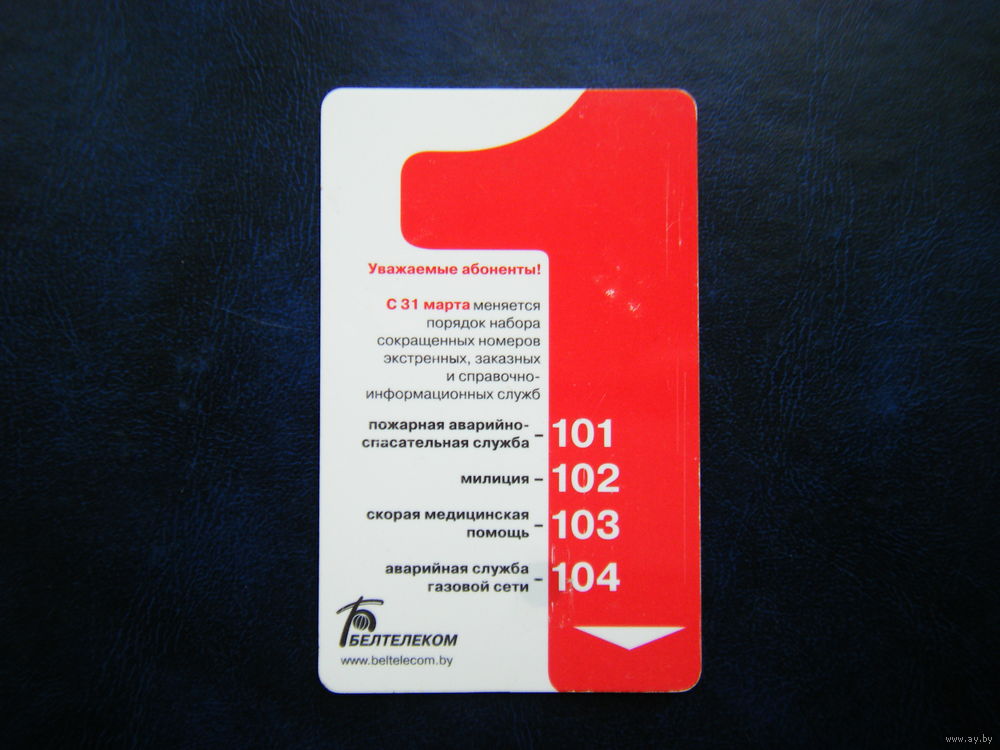 Уважаемые абоненты!
С 31 марта меняется
порядок набора
сокращенных номеров
экстренных, заказных
и справочно-
информационных служб
пожарная аварийно-
спасательная служба – 101
милиция – 102
скорая медицинская
помощь – 103
аварийная служба
газовой сети – 104
БЕЛТЕЛЕКОМ
www.beltelecom.by
www.ay.by